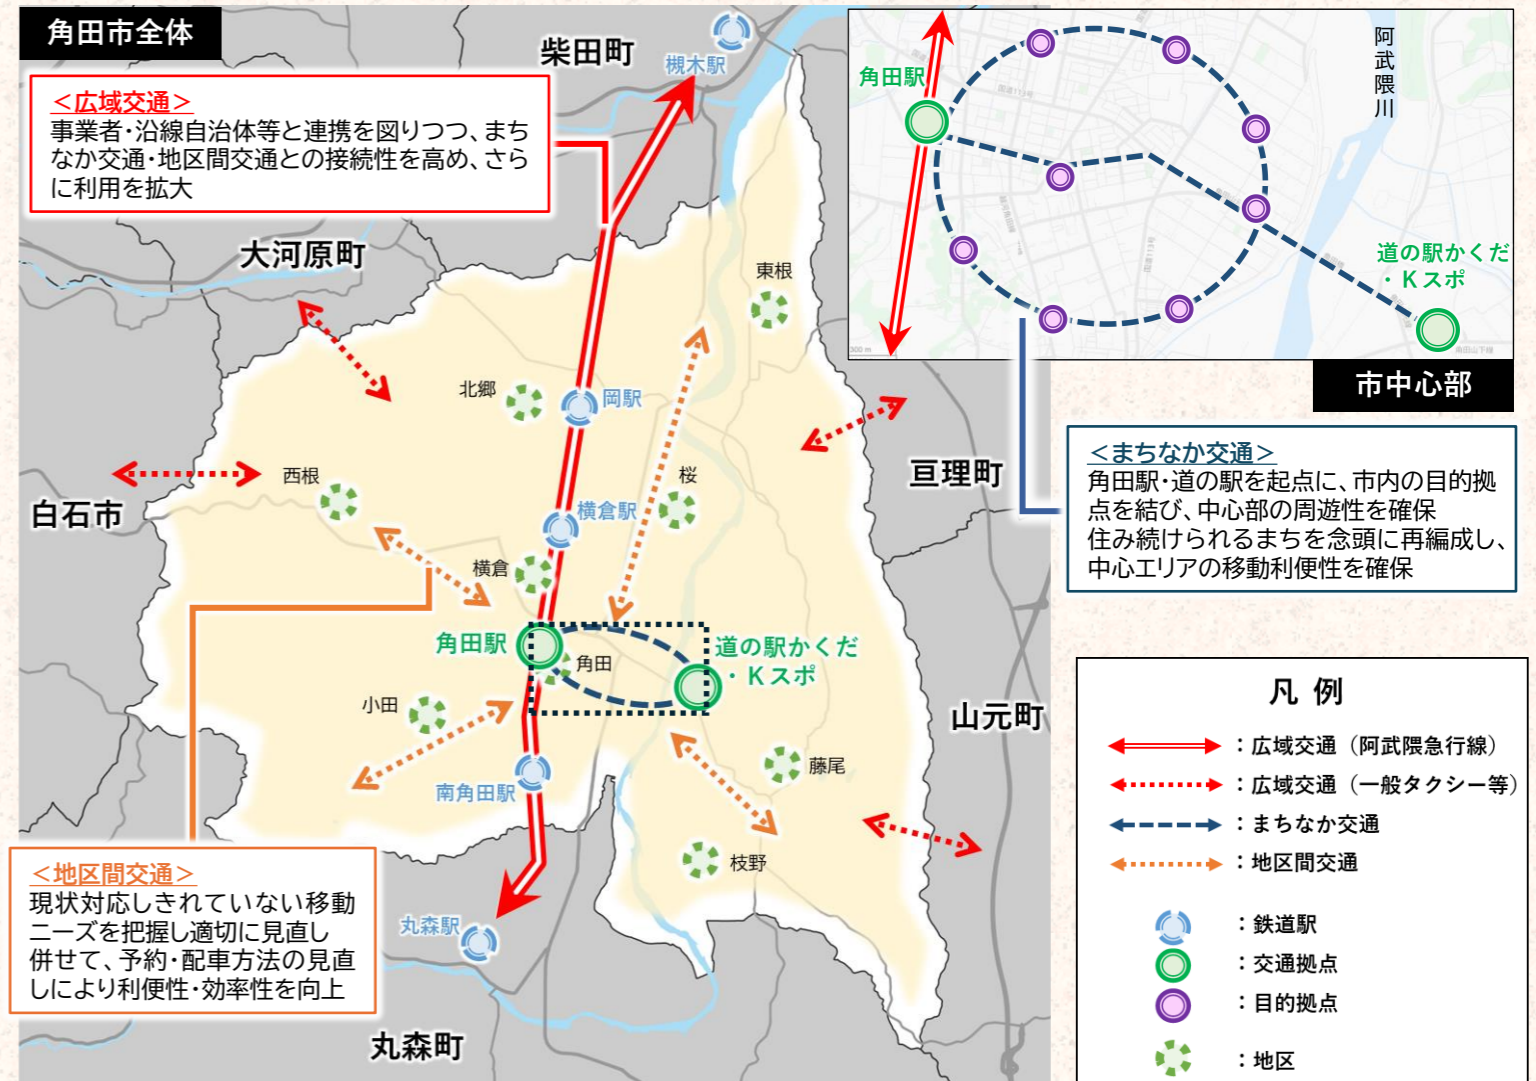 角田市全体
＜広域交通＞
事業者・沿線自治体等と連携を図りつつ、まち
なか交通・地区間交通との接続性を高め、さら
に利用を拡大
柴田町
槻木駅
大河原町
東根
北郷
岡駅
西根
桜
白石市
横倉駅
横倉
亘理町
角田駅
角田
道の駅かくだ
・Ｋスポ
小田
山元町
藤尾
南角田駅
枝野
丸森駅
丸森町
＜地区間交通＞
現状対応しきれていない移動
ニーズを把握し適切に見直し
併せて、予約・配車方法の見直
しにより利便性・効率性を向上
角田駅
阿武隈川
国道113号
国道113号
道の駅かくだ
・Ｋスポ
300 m
市中心部
＜まちなか交通＞
角田駅・道の駅を起点に、市内の目的拠
点を結び、中心部の周遊性を確保
住み続けられるまちを念頭に再編成し、
中心エリアの移動利便性を確保
凡 例
：広域交通（阿武隈急行線）
：広域交通（一般タクシー等）
：まちなか交通
：地区間交通
：鉄道駅
：交通拠点
：目的拠点
：地区